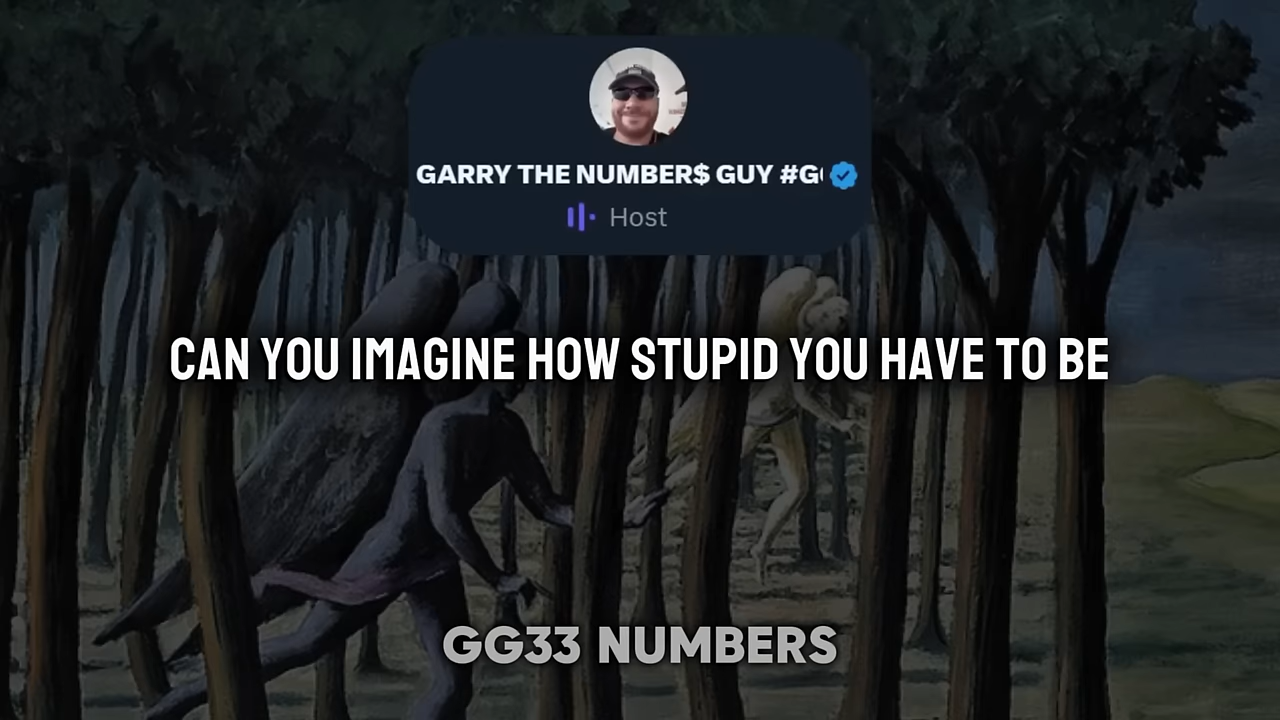 GARRY THE NUMBER$ GUY #G
Host
CAN YOU IMAGINE HOW STUPID YOU HAVE TO BE
GG33 NUMBERS